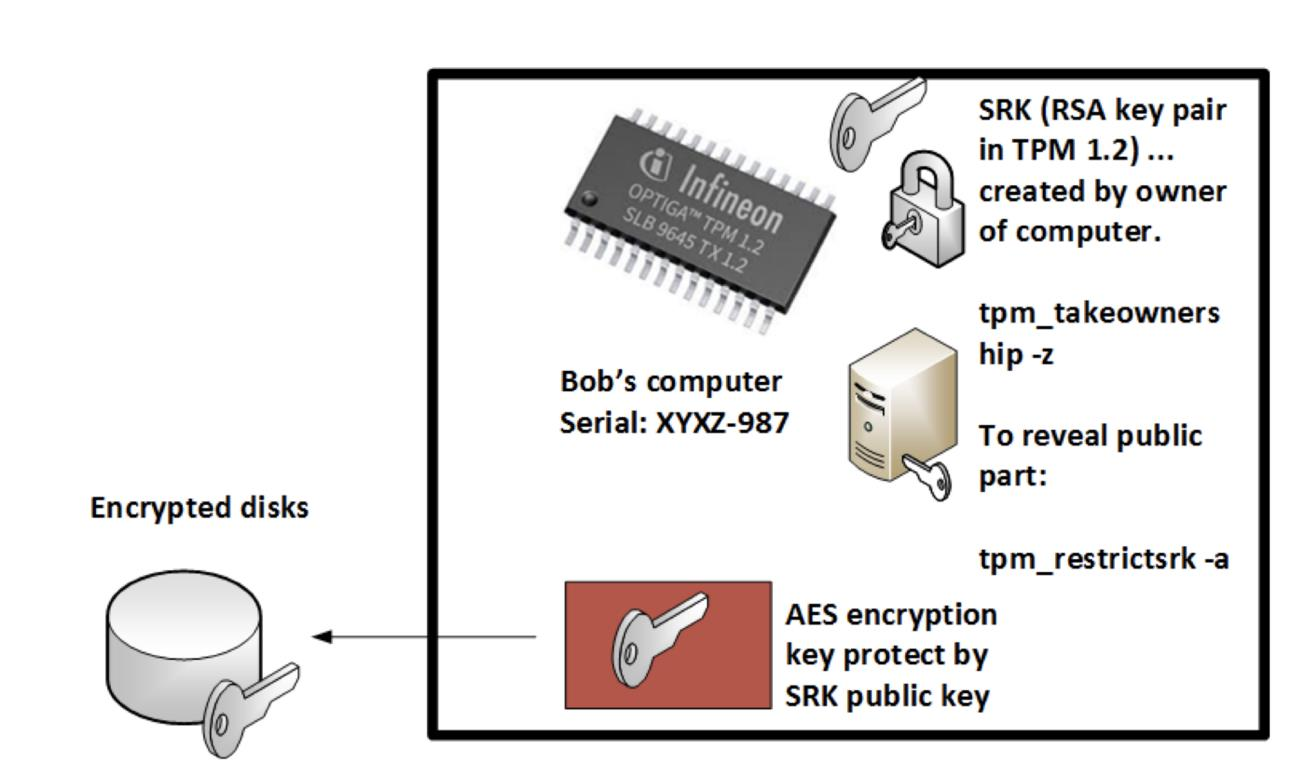 Infineon
OPTIGA™ TPM 1.2
SLB 9645 TX 1.2
SRK (RSA key pair
in TPM 1.2) ...
created by owner
of computer.
tpm_takeowners
hip -z
Bob's computer
Serial: XYXZ-987
To reveal public
part:
tpm_restrictsrk -a
Encrypted disks
AES encryption
key protect by
SRK public key